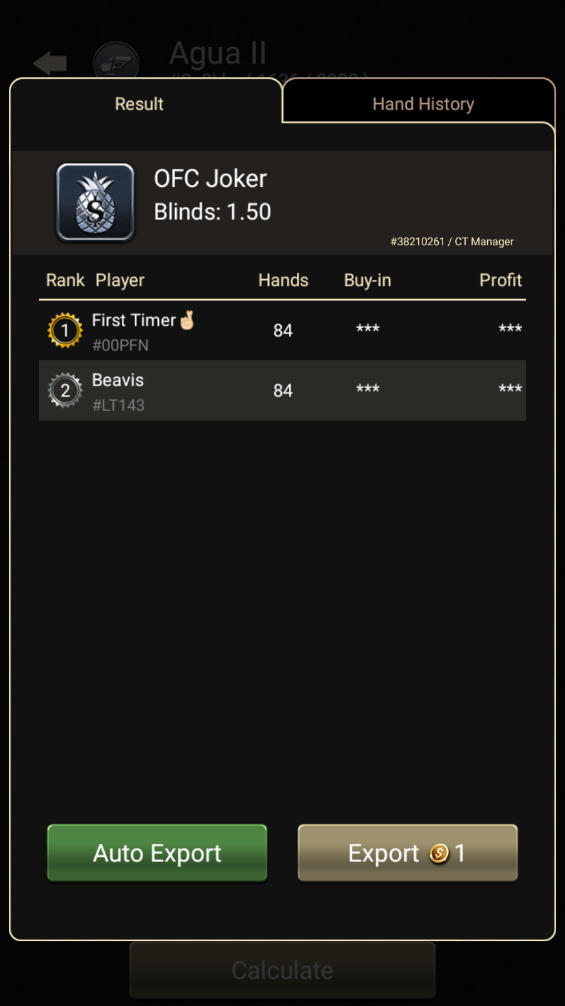 Agua II
Result
Hand History
OFC Joker
Blinds: 1.50
#38210261 / CT Manager
Rank Player Hands Buy-in Profit
1 First Timer🤞🏻 84 *** ***
#00PFN
2 Beavis 84 *** ***
#LT143
Auto Export
Export 1
Calculate